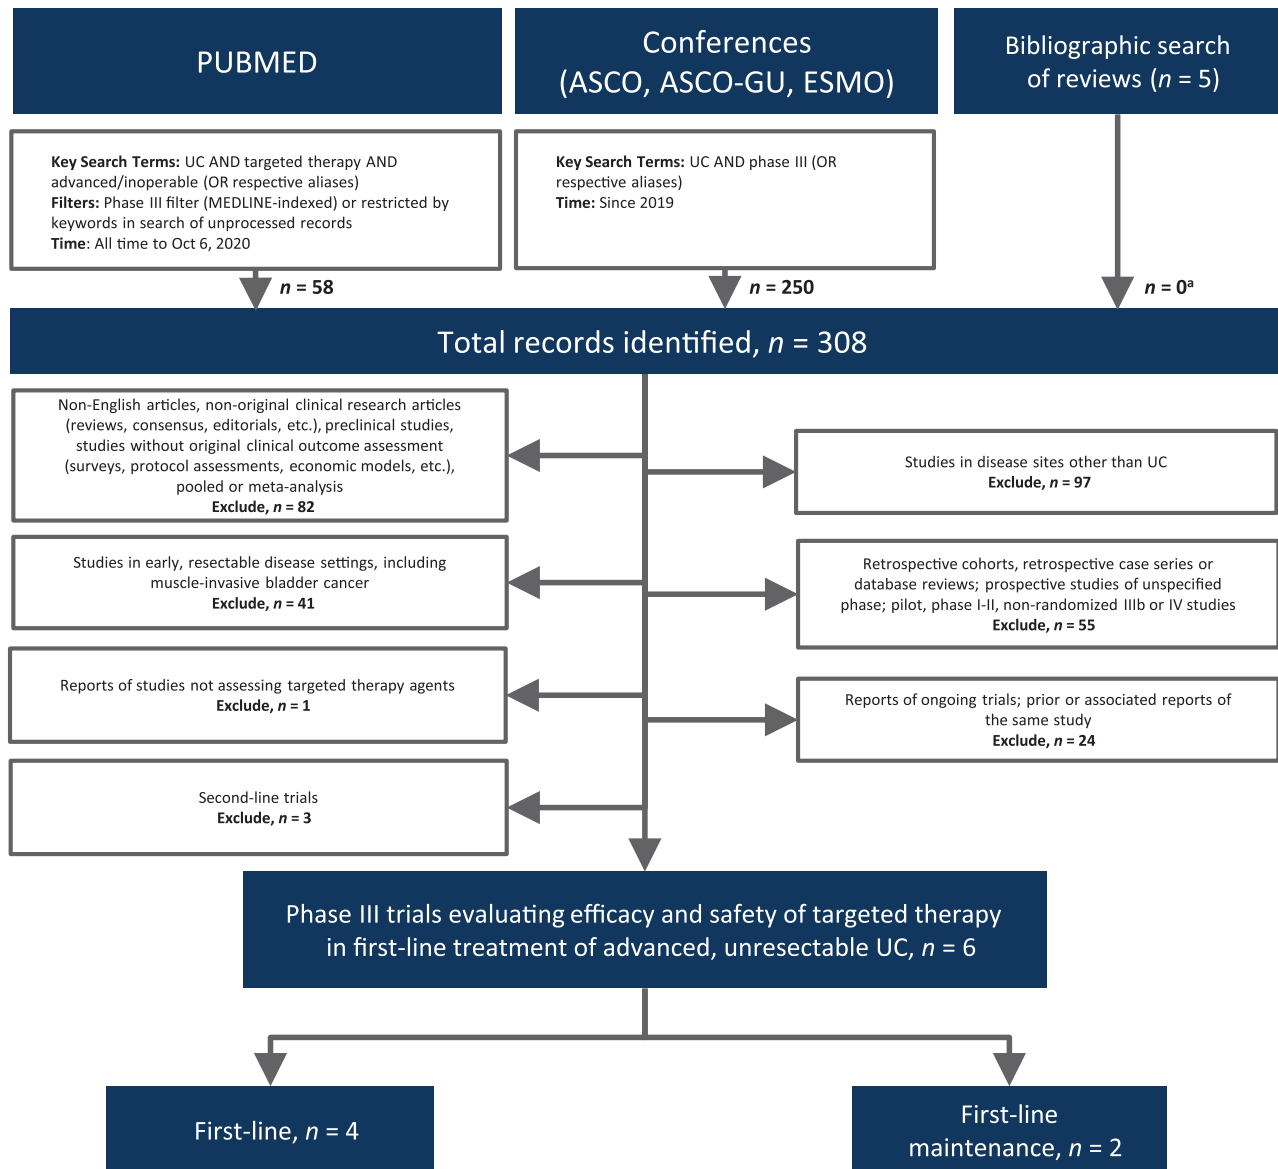 PUBMED
Conferences
(ASCO, ASCO-GU, ESMO)
Bibliographic search
of reviews (n = 5)
Key Search Terms: UC AND targeted therapy AND
advanced/inoperable (OR respective aliases)
Filters: Phase III filter (MEDLINE-indexed) or restricted by
keywords in search of unprocessed records
Time: All time to Oct 6, 2020
Key Search Terms: UC AND phase III (OR
respective aliases)
Time: Since 2019
n = 58
n = 250
n = 0ª
Total records identified, n = 308
Non-English articles, non-original clinical research articles
(reviews, consensus, editorials, etc.), preclinical studies,
studies without original clinical outcome assessment
(surveys, protocol assessments, economic models, etc.),
pooled or meta-analysis
Exclude, n = 82
Studies in disease sites other than UC
Exclude, n = 97
Studies in early, resectable disease settings, including
muscle-invasive bladder cancer
Exclude, n = 41
Retrospective cohorts, retrospective case series or
database reviews; prospective studies of unspecified
phase; pilot, phase I-II, non-randomized IIIb or IV studies
Exclude, n = 55
Reports of studies not assessing targeted therapy agents
Exclude, n = 1
Reports of ongoing trials; prior or associated reports of
the same study
Exclude, n = 24
Second-line trials
Exclude, n = 3
Phase III trials evaluating efficacy and safety of targeted therapy
in first-line treatment of advanced, unresectable UC, n = 6
First-line, n = 4
First-line
maintenance, n = 2